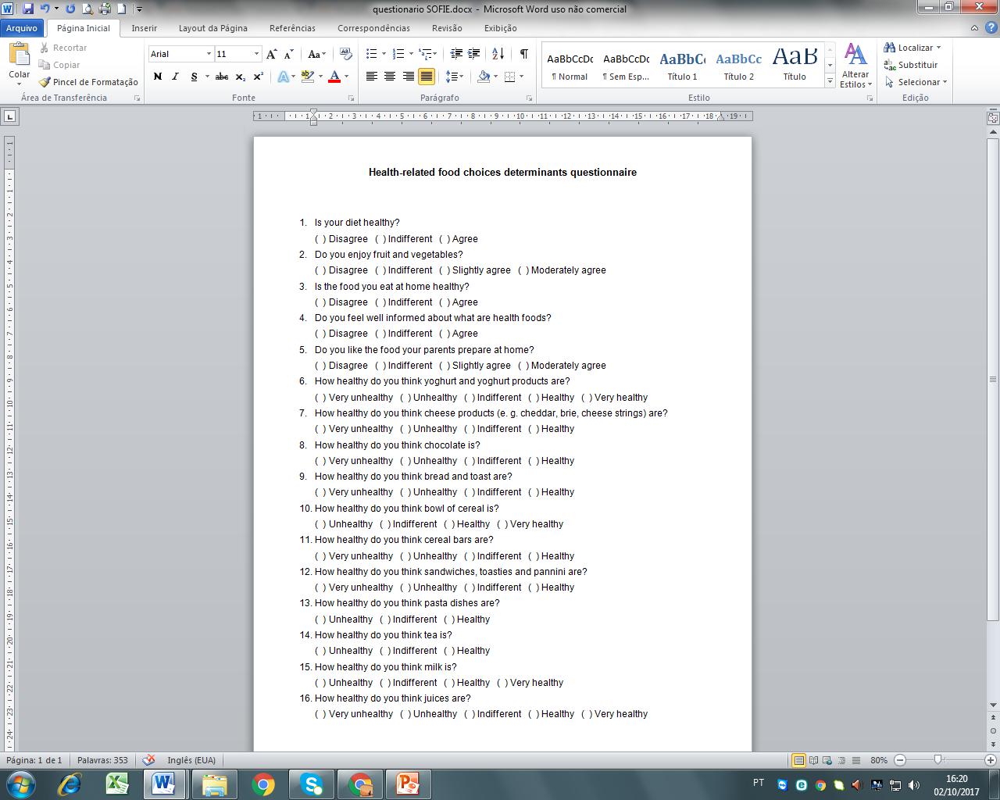 questionario SOFIE.docx - Microsoft Word uso não comercial
Arquivo Página Inicial Inserir Layout da Página Referências Correspondências Revisão Exibição
Colar
Recortar
Copiar
Pincel de Formatação
Área de Transferência
Arial 11
N I S abc x₂ x²
Fonte
Parágrafo
AaBbCcDc AaBbCcDc AaBbC AaBbCc AaB
¶ Normal ¶ Sem Esp... Título 1 Título 2 Título
Alterar Estilos
Estilo
Localizar
Substituir
Selecionar
Edição
Health-related food choices determinants questionnaire
1. Is your diet healthy?
( ) Disagree ( ) Indifferent ( ) Agree
2. Do you enjoy fruit and vegetables?
( ) Disagree ( ) Indifferent ( ) Slightly agree ( ) Moderately agree
3. Is the food you eat at home healthy?
( ) Disagree ( ) Indifferent ( ) Agree
4. Do you feel well informed about what are health foods?
( ) Disagree ( ) Indifferent ( ) Agree
5. Do you like the food your parents prepare at home?
( ) Disagree ( ) Indifferent ( ) Slightly agree ( ) Moderately agree
6. How healthy do you think yoghurt and yoghurt products are?
( ) Very unhealthy ( ) Unhealthy ( ) Indifferent ( ) Healthy ( ) Very healthy
7. How healthy do you think cheese products (e. g. cheddar, brie, cheese strings) are?
( ) Very unhealthy ( ) Unhealthy ( ) Indifferent ( ) Healthy
8. How healthy do you think chocolate is?
( ) Very unhealthy ( ) Unhealthy ( ) Indifferent ( ) Healthy
9. How healthy do you think bread and toast are?
( ) Very unhealthy ( ) Unhealthy ( ) Indifferent ( ) Healthy
10. How healthy do you think bowl of cereal is?
( ) Unhealthy ( ) Indifferent ( ) Healthy ( ) Very healthy
11. How healthy do you think cereal bars are?
( ) Very unhealthy ( ) Unhealthy ( ) Indifferent ( ) Healthy
12. How healthy do you think sandwiches, toasties and pannini are?
( ) Very unhealthy ( ) Unhealthy ( ) Indifferent ( ) Healthy
13. How healthy do you think pasta dishes are?
( ) Unhealthy ( ) Indifferent ( ) Healthy
14. How healthy do you think tea is?
( ) Unhealthy ( ) Indifferent ( ) Healthy
15. How healthy do you think milk is?
( ) Unhealthy ( ) Indifferent ( ) Healthy ( ) Very healthy
16. How healthy do you think juices are?
( ) Very unhealthy ( ) Unhealthy ( ) Indifferent ( ) Healthy ( ) Very healthy
Página: 1 de 1 Palavras: 353 Inglês (EUA) 80%
PT 16:20
02/10/2017